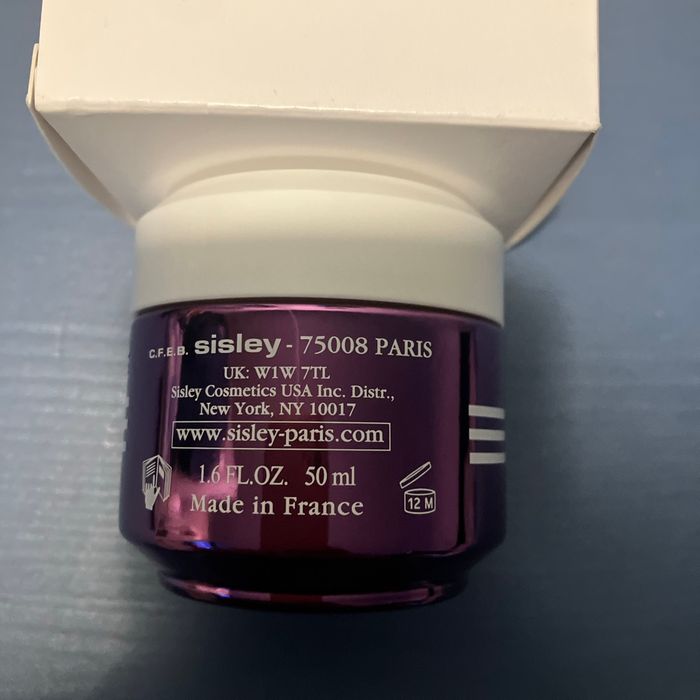 C.F.E.B. sisley - 75008 PARIS
UK: W1W 7TL
Sisley Cosmetics USA Inc. Distr.,
New York, NY 10017
www.sisley-paris.com
1.6 FL.OZ. 50 ml
Made in France
12 M